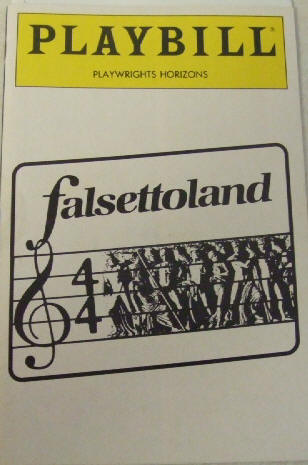 PLAYBILL®
PLAYWRIGHTS HORIZONS
falsettoland
4
4